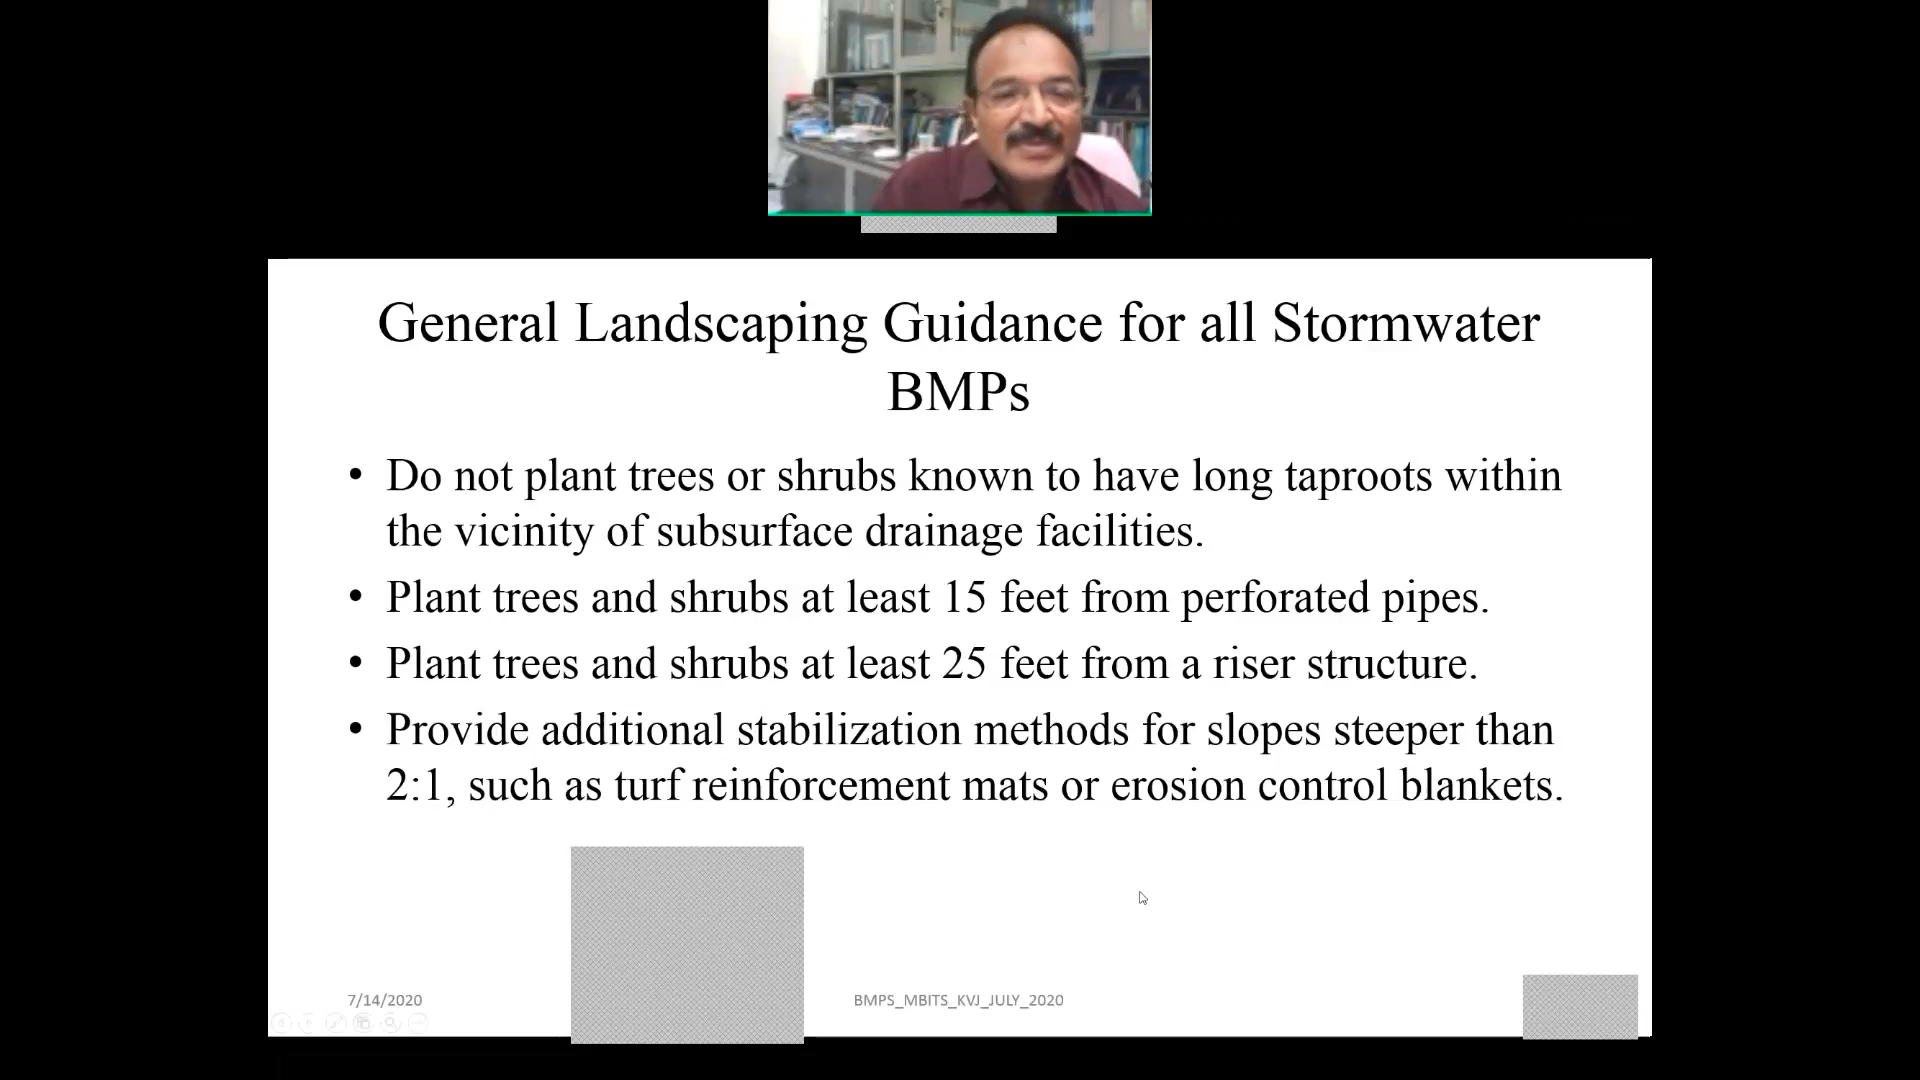 General Landscaping Guidance for all Stormwater
BMPs
• Do not plant trees or shrubs known to have long taproots within
the vicinity of subsurface drainage facilities.
• Plant trees and shrubs at least 15 feet from perforated pipes.
• Plant trees and shrubs at least 25 feet from a riser structure.
• Provide additional stabilization methods for slopes steeper than
2:1, such as turf reinforcement mats or erosion control blankets.
7/14/2020
BMPS_MBITS_KVJ_JULY_2020